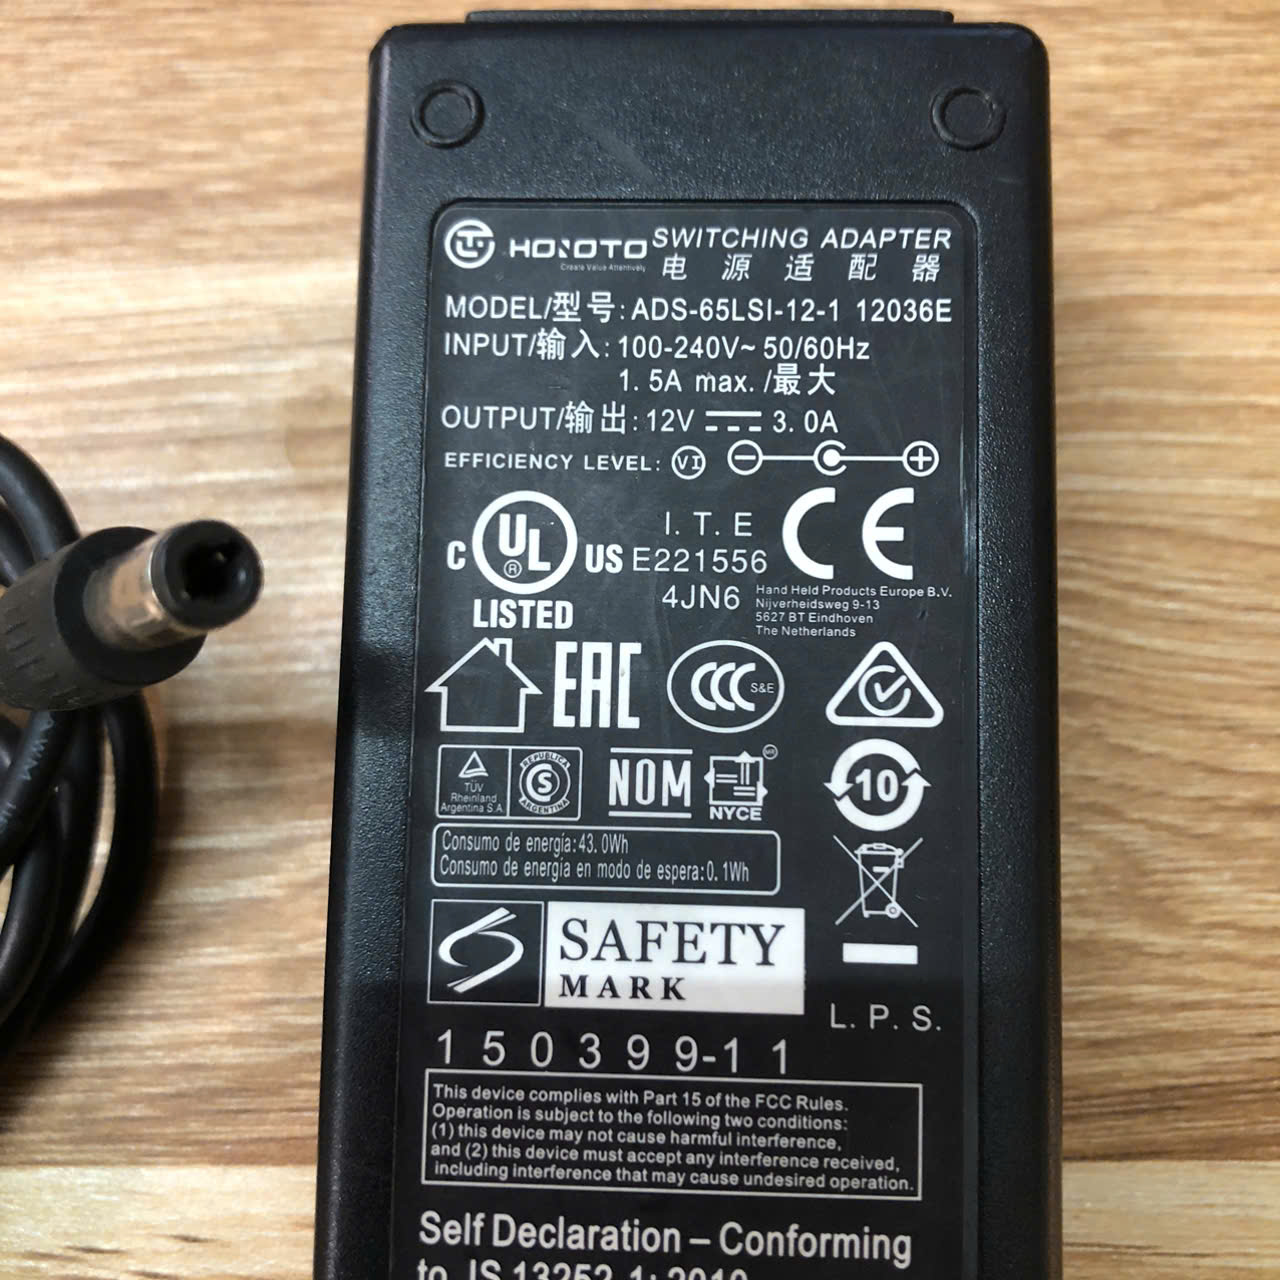 HONOTO SWITCHING ADAPTER
Create Value Attentively 电源适配器
MODEL/型号: ADS-65LSI-12-1 12036E
INPUT/输入: 100-240V~ 50/60Hz
1.5A max./最大
OUTPUT/输出: 12V 3.0A
EFFICIENCY LEVEL: VI
C UL ® US
LISTED
I.T.E
E221556
4JN6
CE
Hand Held Products Europe B.V.
Nijverheidsweg 9-13
5627 BT Eindhoven
The Netherlands
EAC
CCC S&E
TÜV
Rheinland
Argentina S.A.
REPUBLICA
S
ARGENTINA
NOM
NYCE
10
Consumo de energía:43.0Wh
Consumo de energía en modo de espera:0.1Wh
SAFETY
MARK
L.P.S.
150399-11
This device complies with Part 15 of the FCC Rules.
Operation is subject to the following two conditions:
(1) this device may not cause harmful interference,
and (2) this device must accept any interference received,
including interference that may cause undesired operation.
Self Declaration – Conforming
to IS 13252-1: 2010